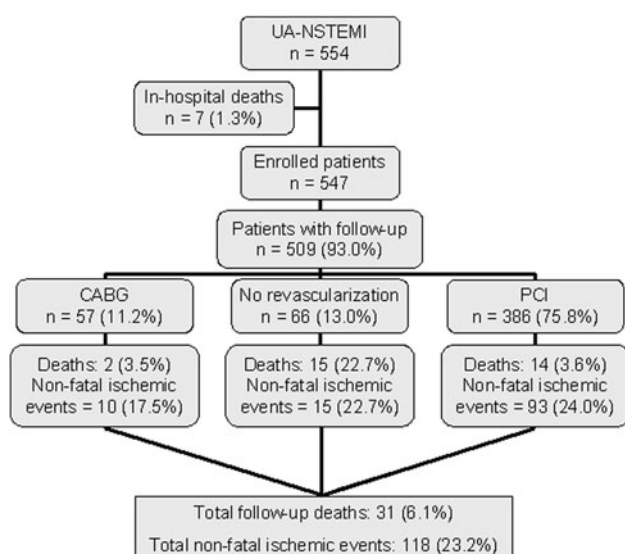 UA-NSTEMI
n = 554
In-hospital deaths
n = 7 (1.3%)
Enrolled patients
n = 547
Patients with follow-up
n = 509 (93.0%)
CABG
n = 57 (11.2%)
No revascularization
n = 66 (13.0%)
PCI
n = 386 (75.8%)
Deaths: 2 (3.5%)
Non-fatal ischemic
events = 10 (17.5%)
Deaths: 15 (22.7%)
Non-fatal ischemic
events = 15 (22.7%)
Deaths: 14 (3.6%)
Non-fatal ischemic
events = 93 (24.0%)
Total follow-up deaths: 31 (6.1%)
Total non-fatal ischemic events: 118 (23.2%)